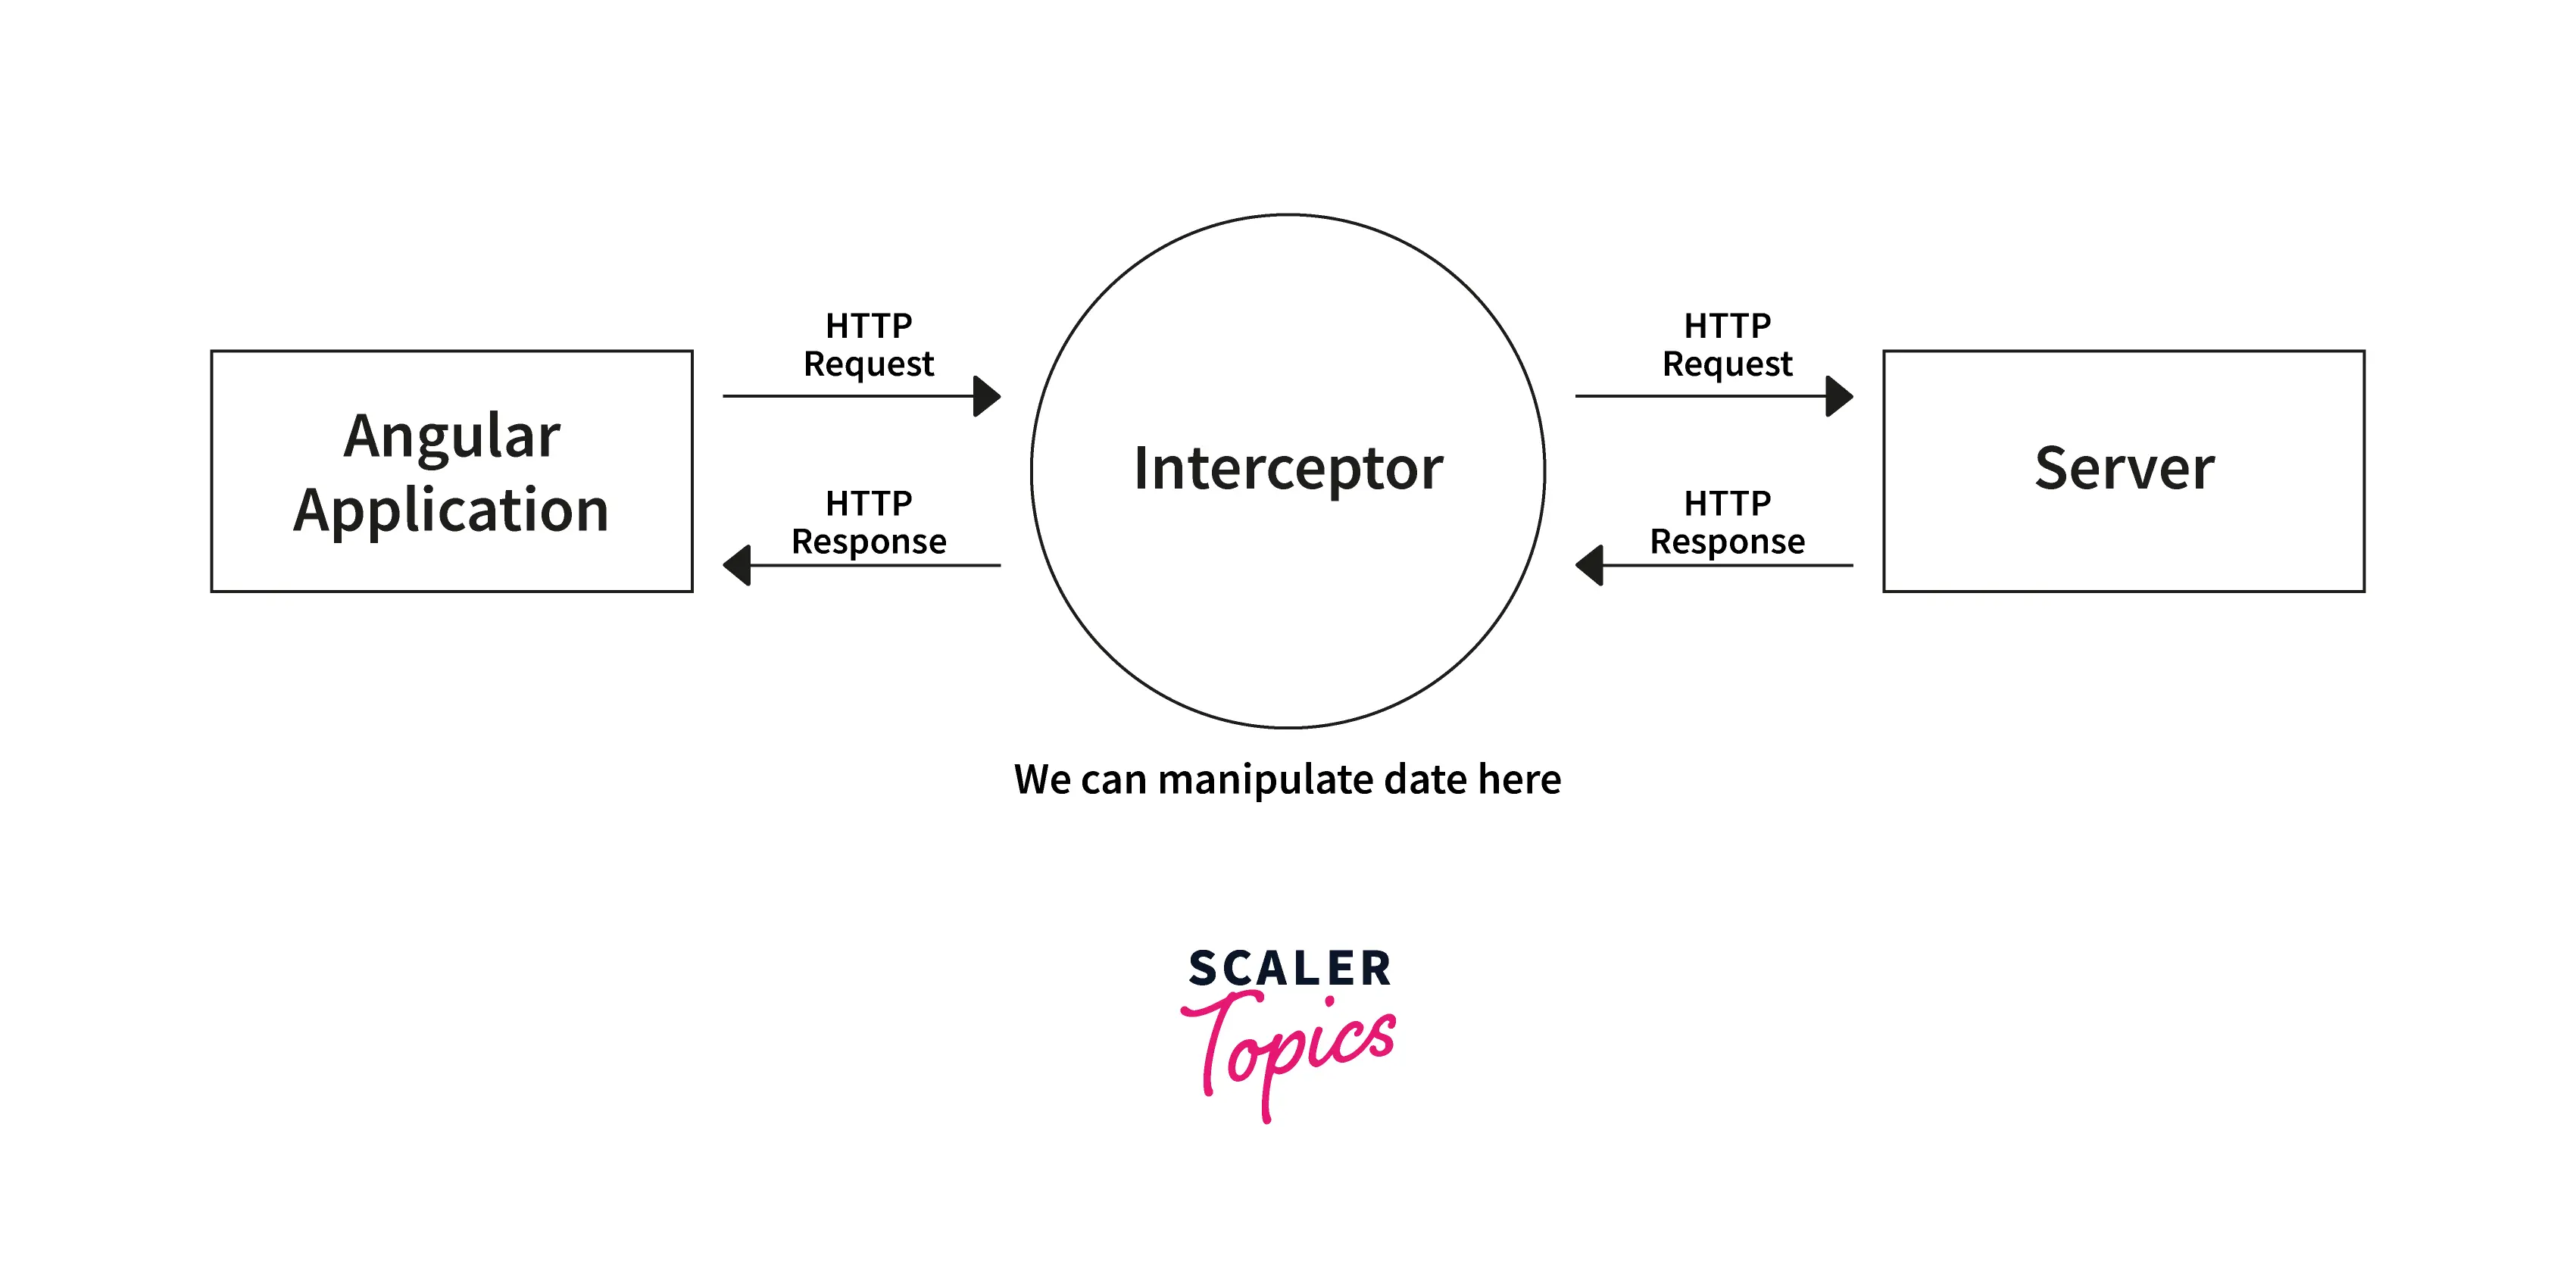 HTTP
Request
HTTP
Request
Angular
Application
Interceptor
Server
HTTP
Response
HTTP
Response
We can manipulate date here
SCALER
Topics